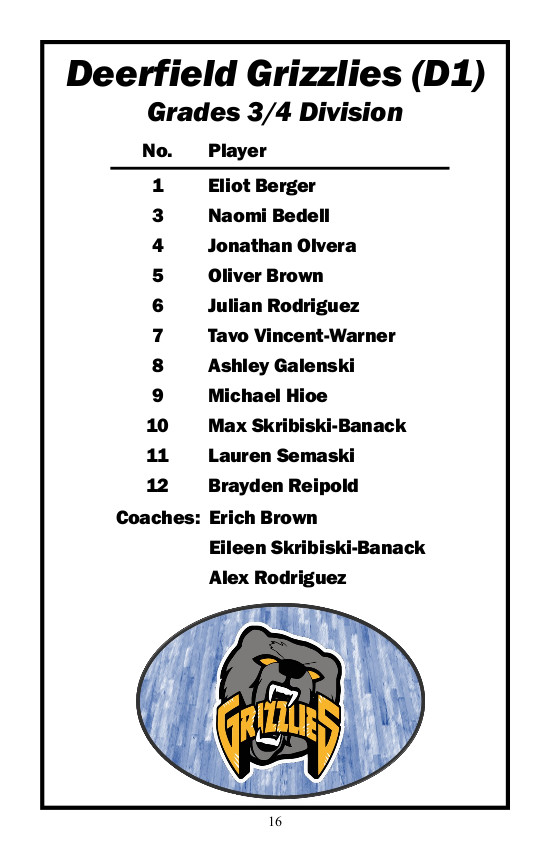 Deerfield Grizzlies (D1)
Grades 3/4 Division
No. Player
1 Eliot Berger
3 Naomi Bedell
4 Jonathan Olvera
5 Oliver Brown
6 Julian Rodriguez
7 Tavo Vincent-Warner
8 Ashley Galenski
9 Michael Hioe
10 Max Skribiski-Banack
11 Lauren Semaski
12 Brayden Reipold
Coaches: Erich Brown
Eileen Skribiski-Banack
Alex Rodriguez
GRIZZLIES
16